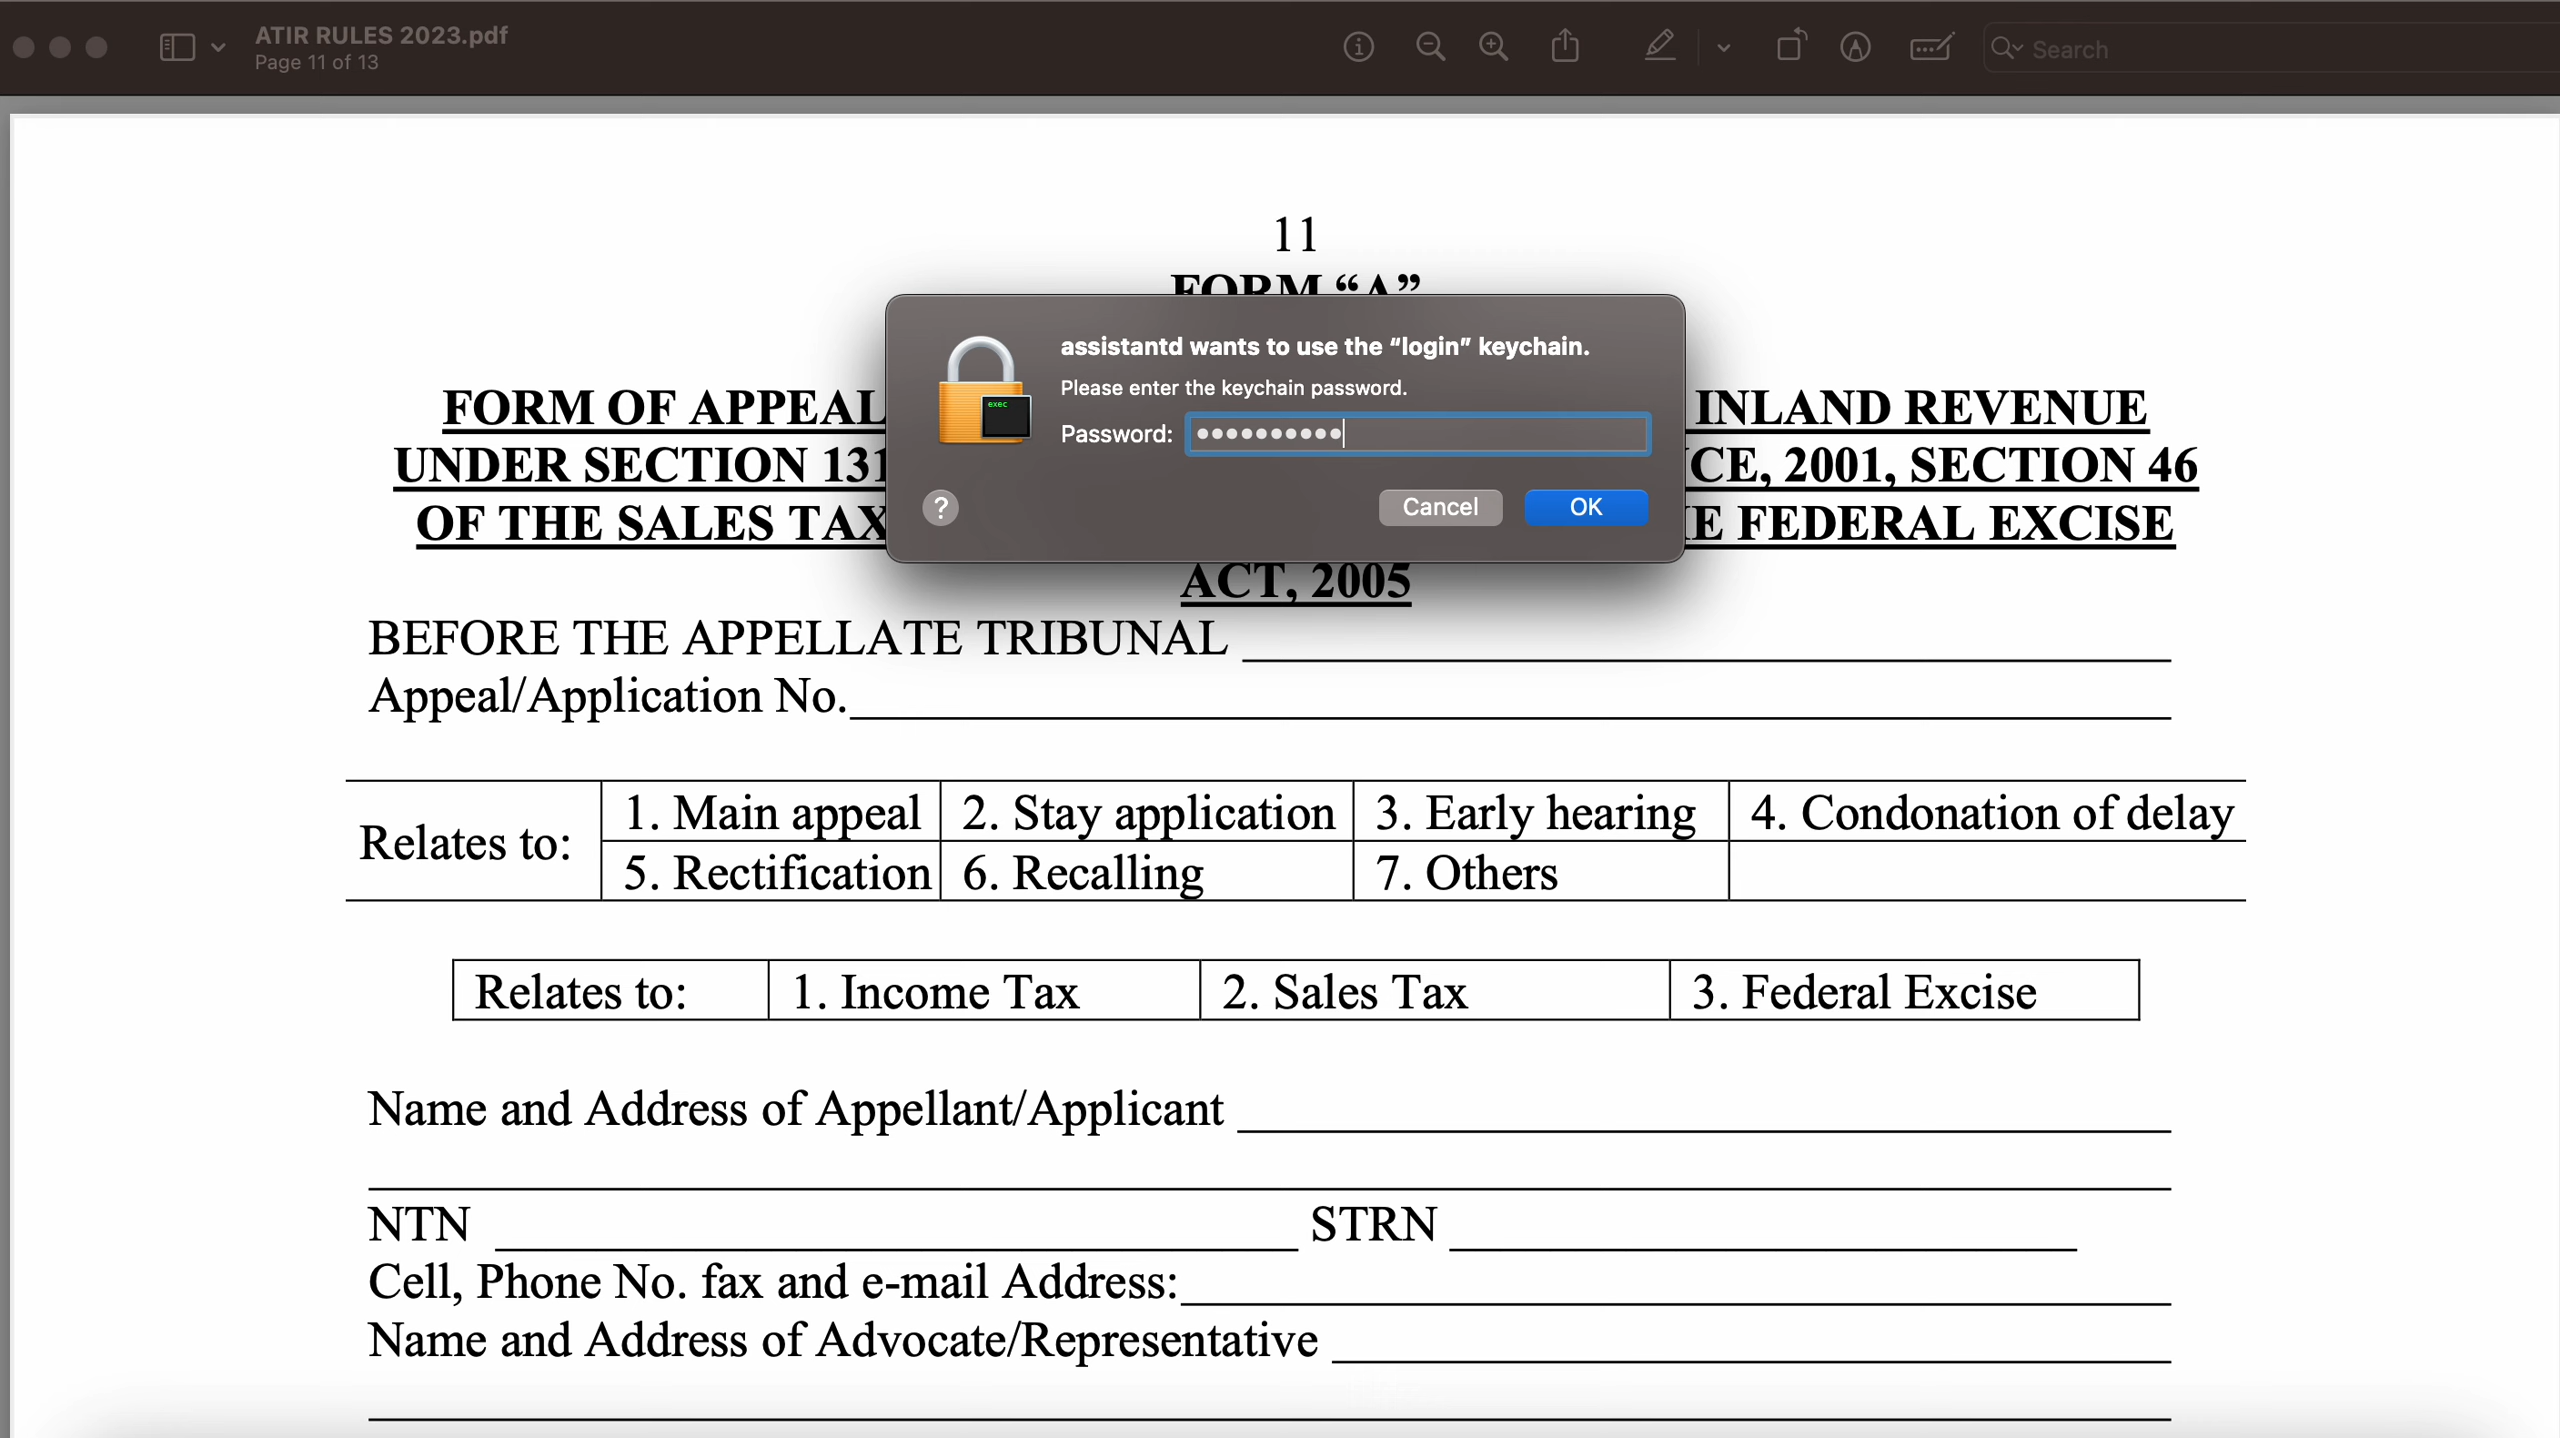 ATIR RULES 2023.pdf
Page 11 of 13
Search
11
FORM “A”
assistantd wants to use the “login” keychain.
Please enter the keychain password.
Password: ••••••••••
exec
?
Cancel
OK
FORM OF APPEAL INLAND REVENUE
UNDER SECTION 131 CE, 2001, SECTION 46
OF THE SALES TAX E FEDERAL EXCISE
ACT, 2005
BEFORE THE APPELLATE TRIBUNAL
Appeal/Application No.
Relates to: 1. Main appeal 2. Stay application 3. Early hearing 4. Condonation of delay
5. Rectification 6. Recalling 7. Others
Relates to: 1. Income Tax 2. Sales Tax 3. Federal Excise
Name and Address of Appellant/Applicant
NTN STRN
Cell, Phone No. fax and e-mail Address:
Name and Address of Advocate/Representative